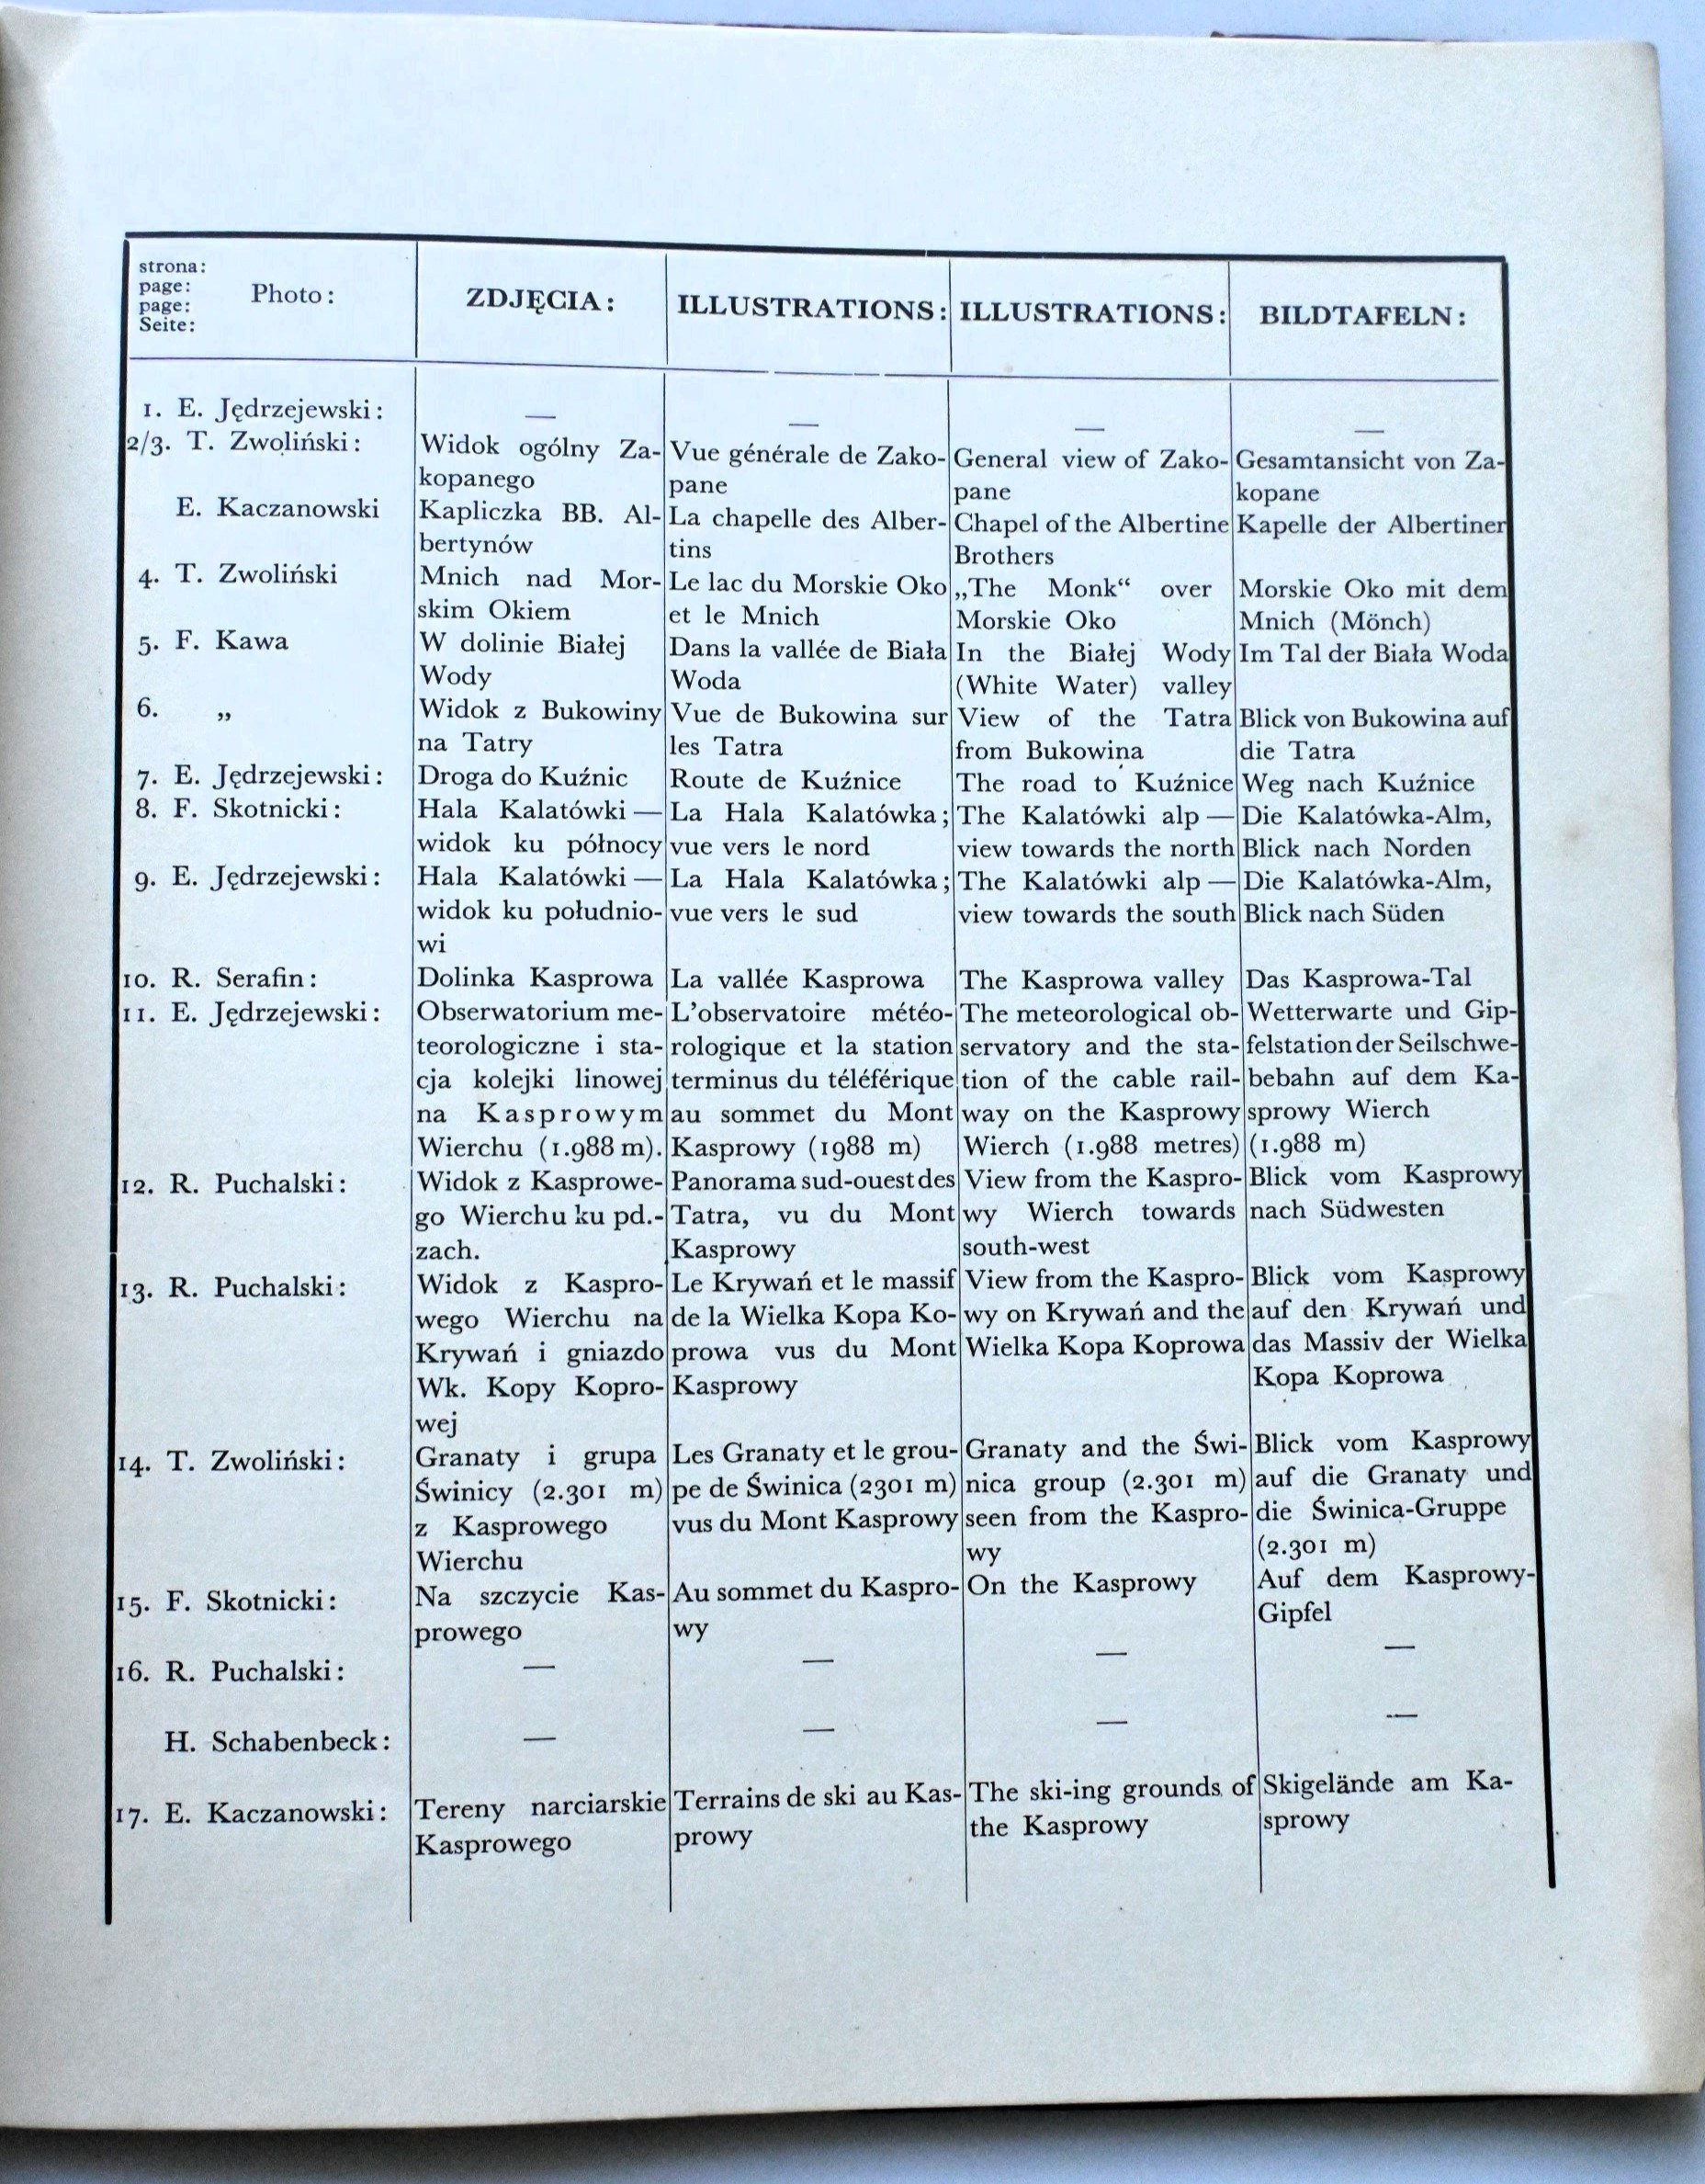 strona:
page:
page:
Seite:
Photo:
ZDJĘCIA:
ILLUSTRATIONS:
ILLUSTRATIONS:
BILDTAFELN:
1. E. Jędrzejewski:
—
—
—
—
2/3. T. Zwoliński:
Widok ogólny Za-
kopanego
Vue générale de Zako-
pane
General view of Zako-
pane
Gesamtansicht von Za-
kopane
E. Kaczanowski
Kapliczka BB. Al-
bertynów
La chapelle des Alber-
tins
Chapel of the Albertine
Brothers
Kapelle der Albertiner
4. T. Zwoliński
Mnich nad Mor-
skim Okiem
Le lac du Morskie Oko
et le Mnich
„The Monk“ over
Morskie Oko
Morskie Oko mit dem
Mnich (Mönch)
5. F. Kawa
W dolinie Białej
Wody
Dans la vallée de Biała
Woda
In the Białej Wody
(White Water) valley
Im Tal der Biała Woda
6. „
Widok z Bukowiny
na Tatry
Vue de Bukowina sur
les Tatra
View of the Tatra
from Bukowina
Blick von Bukowina auf
die Tatra
7. E. Jędrzejewski:
Droga do Kuźnic
Route de Kuźnice
The road to Kuźnice
Weg nach Kuźnice
8. F. Skotnicki:
Hala Kalatówki —
widok ku północy
La Hala Kalatówka;
vue vers le nord
The Kalatówki alp —
view towards the north
Die Kalatówka-Alm,
Blick nach Norden
9. E. Jędrzejewski:
Hala Kalatówki —
widok ku południo-
wi
La Hala Kalatówka;
vue vers le sud
The Kalatówki alp —
view towards the south
Die Kalatówka-Alm,
Blick nach Süden
10. R. Serafin:
Dolinka Kasprowa
La vallée Kasprowa
The Kasprowa valley
Das Kasprowa-Tal
11. E. Jędrzejewski:
Obserwatorium me-
teorologiczne i sta-
cja kolejki linowej
na Kasprowym
Wierchu (1.988 m).
L'observatoire météo-
rologique et la station
terminus du téléférique
au sommet du Mont
Kasprowy (1988 m)
The meteorological ob-
servatory and the sta-
tion of the cable rail-
way on the Kasprowy
Wierch (1.988 metres)
Wetterwarte und Gip-
felstation der Seilschwe-
bebahn auf dem Ka-
sprowy Wierch
(1.988 m)
12. R. Puchalski:
Widok z Kasprowe-
go Wierchu ku pd.-
zach.
Panorama sud-ouest des
Tatra, vu du Mont
Kasprowy
View from the Kaspro-
wy Wierch towards
south-west
Blick vom Kasprowy
nach Südwesten
13. R. Puchalski:
Widok z Kaspro-
wego Wierchu na
Krywań i gniazdo
Wk. Kopy Kopro-
wej
Le Krywań et le massif
de la Wielka Kopa Ko-
prowa vus du Mont
Kasprowy
View from the Kaspro-
wy on Krywań and the
Wielka Kopa Koprowa
Blick vom Kasprowy
auf den Krywań und
das Massiv der Wielka
Kopa Koprowa
14. T. Zwoliński:
Granaty i grupa
Świnicy (2.301 m)
z Kasprowego
Wierchu
Les Granaty et le grou-
pe de Świnica (2301 m)
vus du Mont Kasprowy
Granaty and the Świ-
nica group (2.301 m)
seen from the Kaspro-
wy
Blick vom Kasprowy
auf die Granaty und
die Świnica-Gruppe
(2.301 m)
15. F. Skotnicki:
Na szczycie Kas-
prowego
Au sommet du Kaspro-
wy
On the Kasprowy
Auf dem Kasprowy-
Gipfel
16. R. Puchalski:
—
—
—
—
H. Schabenbeck:
—
—
—
—
17. E. Kaczanowski:
Tereny narciarskie
Kasprowego
Terrains de ski au Kas-
prowy
The ski-ing grounds of
the Kasprowy
Skigelände am Ka-
sprowy